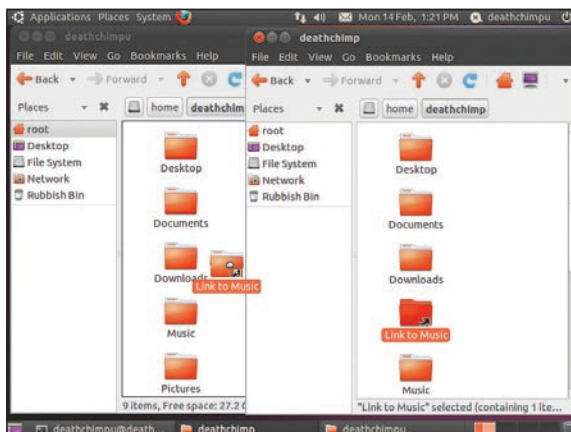 Applications Places System Mon 14 Feb, 1:21 PM deathchimpu
deathchimpu
File Edit View Go Bookmarks Help
Back Forward
Places home deathchim
root
Desktop
File System
Network
Rubbish Bin
Desktop
Documents
Downloads
Link to Music
Music
Pictures
9 items, Free space: 27.2 G
deathchimp
File Edit View Go Bookmarks Help
Back Forward
Places home deathchimp
root
Desktop
File System
Network
Rubbish Bin
Desktop
Documents
Downloads
Link to Music
Music
"Link to Music" selected (containing 1 ite...
deathchimpu@death... deathchimp deathchimpu